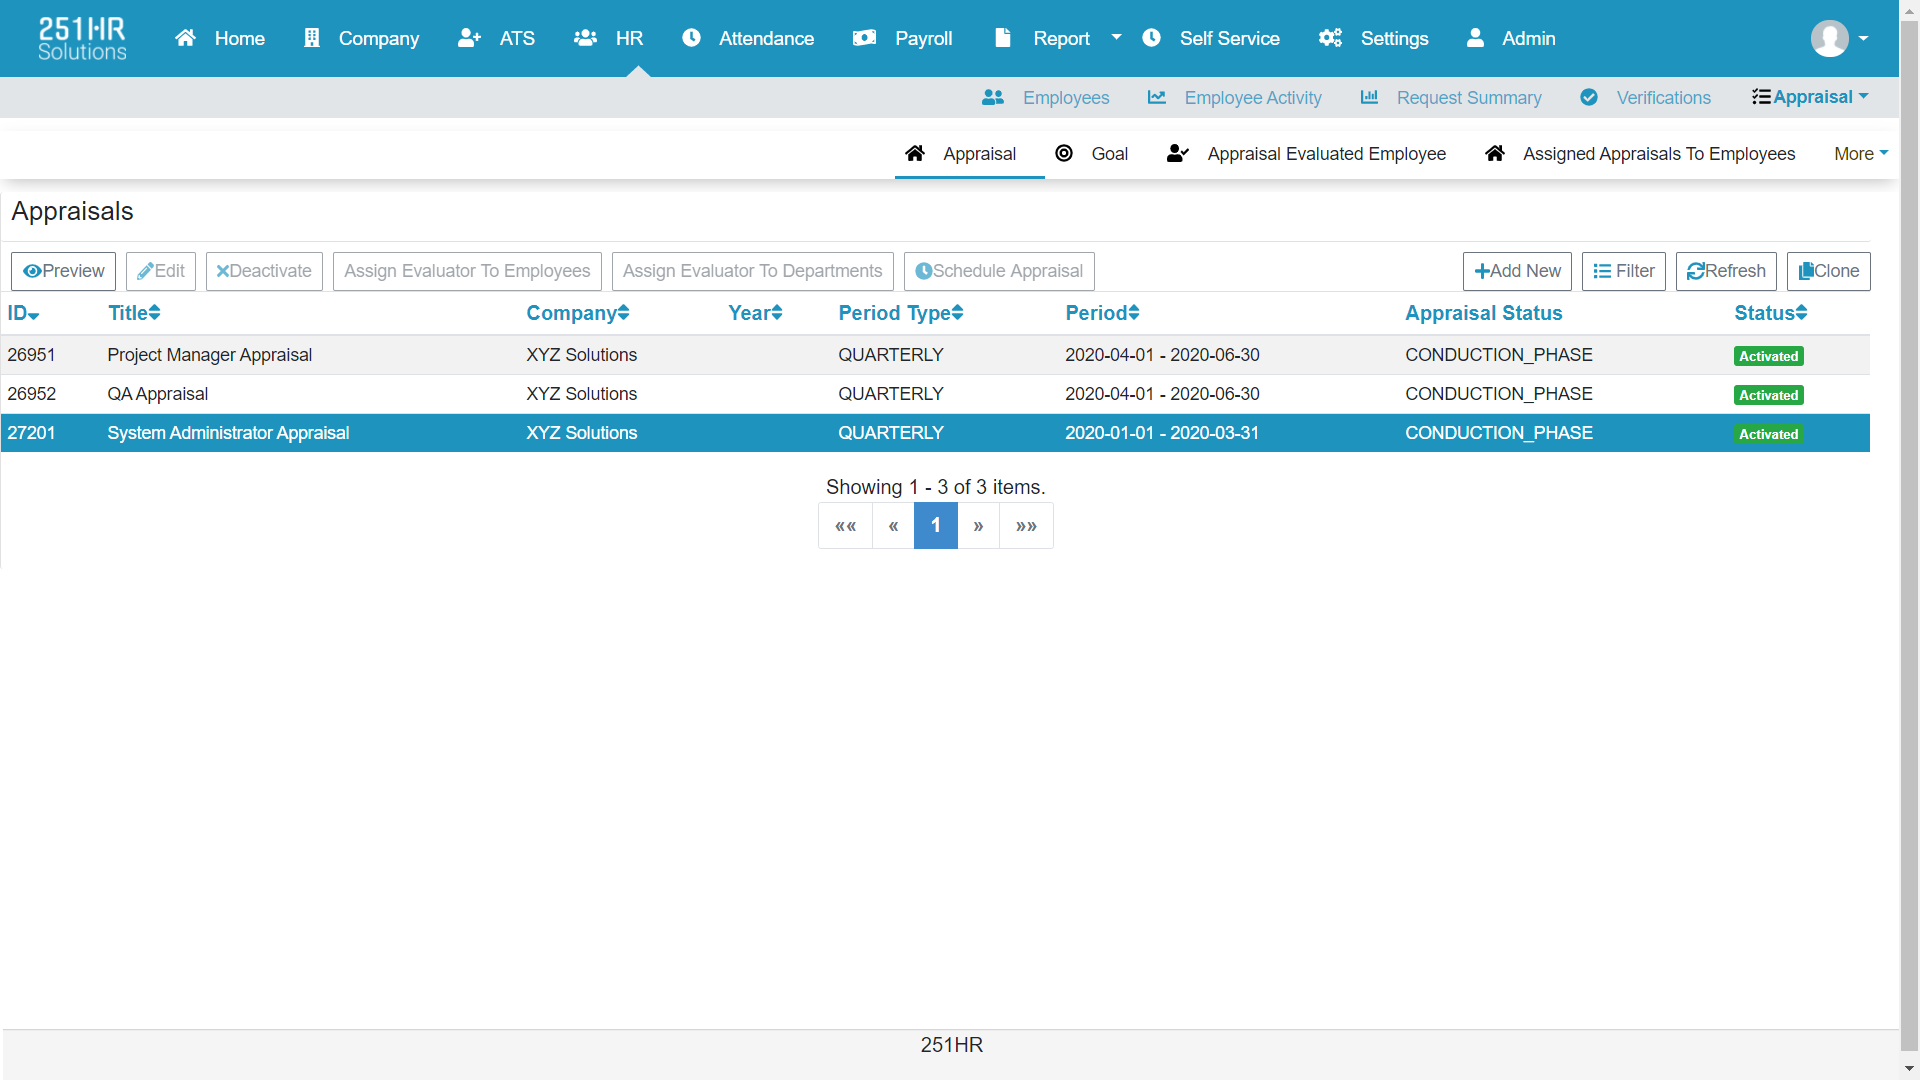 251HR Solutions
Home Company ATS HR Attendance Payroll Report Self Service Settings Admin
Employees Employee Activity Request Summary Verifications Appraisal
Appraisal Goal Appraisal Evaluated Employee Assigned Appraisals To Employees More
Appraisals
Preview Edit Deactivate Assign Evaluator To Employees Assign Evaluator To Departments Schedule Appraisal Add New Filter Refresh Clone
ID Title Company Year Period Type Period Appraisal Status Status
26951 Project Manager Appraisal XYZ Solutions QUARTERLY 2020-04-01 - 2020-06-30 CONDUCTION_PHASE Activated
26952 QA Appraisal XYZ Solutions QUARTERLY 2020-04-01 - 2020-06-30 CONDUCTION_PHASE Activated
27201 System Administrator Appraisal XYZ Solutions QUARTERLY 2020-01-01 - 2020-03-31 CONDUCTION_PHASE Activated
Showing 1 - 3 of 3 items.
«« « 1 » »»
251HR